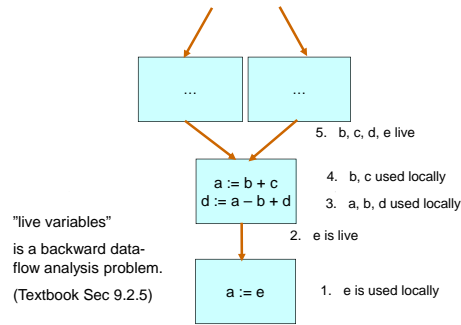 ...
...
5. b, c, d, e live
a := b + c
d := a – b + d
4. b, c used locally
3. a, b, d used locally
2. e is live
"live variables"
is a backward data-
flow analysis problem.
(Textbook Sec 9.2.5)
a := e
1. e is used locally